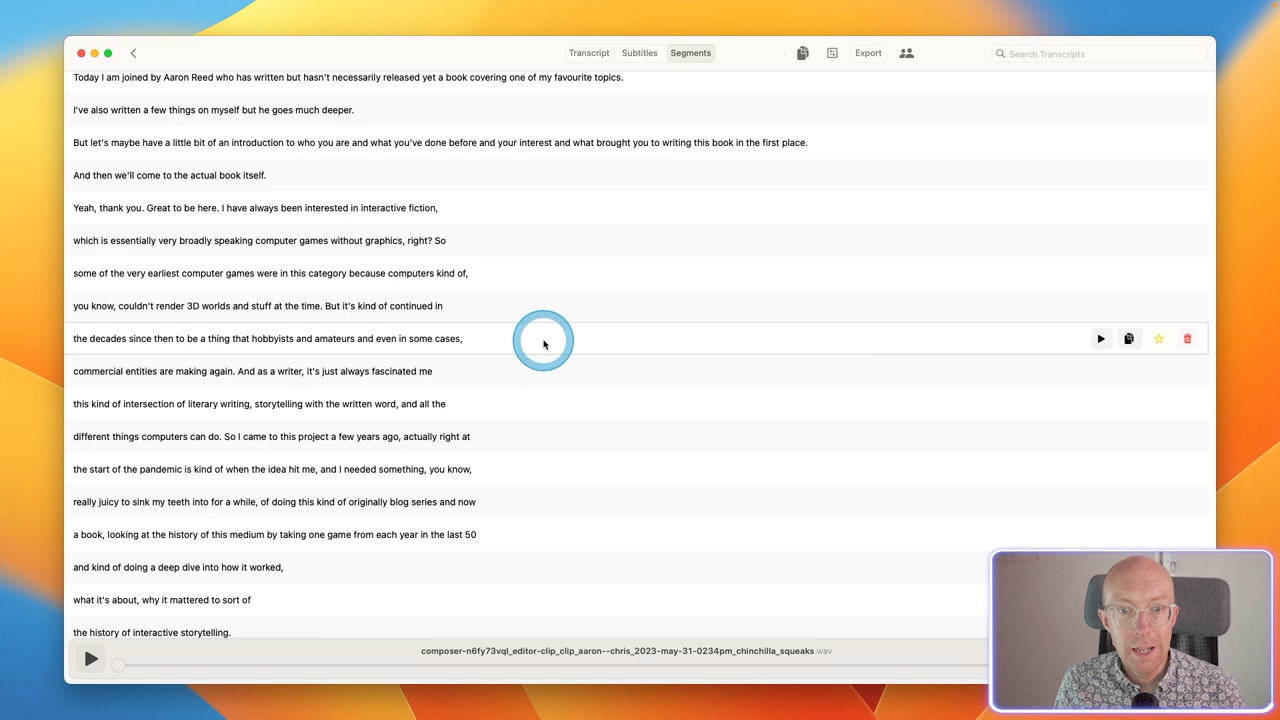 Transcript Subtitles Segments Export Search Transcripts
Today I am joined by Aaron Reed who has written but hasn't necessarily released yet a book covering one of my favourite topics.
I've also written a few things on myself but he goes much deeper.
But let's maybe have a little bit of an introduction to who you are and what you've done before and your interest and what brought you to writing this book in the first place.
And then we'll come to the actual book itself.
Yeah, thank you. Great to be here. I have always been interested in interactive fiction,
which is essentially very broadly speaking computer games without graphics, right? So
some of the very earliest computer games were in this category because computers kind of,
you know, couldn't render 3D worlds and stuff at the time. But it's kind of continued in
the decades since then to be a thing that hobbyists and amateurs and even in some cases,
commercial entities are making again. And as a writer, it's just always fascinated me
this kind of intersection of literary writing, storytelling with the written word, and all the
different things computers can do. So I came to this project a few years ago, actually right at
the start of the pandemic is kind of when the idea hit me, and I needed something, you know,
really juicy to sink my teeth into for a while, of doing this kind of originally blog series and now
a book, looking at the history of this medium by taking one game from each year in the last 50
and kind of doing a deep dive into how it worked,
what it's about, why it mattered to sort of
the history of interactive storytelling.
composer-n6fy73vql_editor-clip_clip_aaron--chris_2023-may-31-0234pm_chinchilla_squeaks.wav